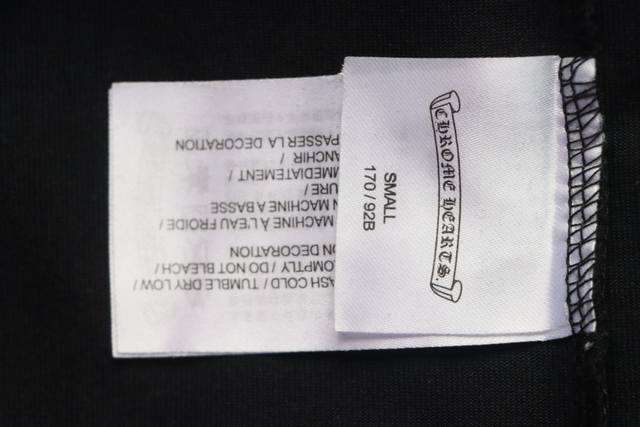 CHROME HEARTS.
SMALL
170 / 92B
ASH COLD / TUMBLE DRY LOW /
OMPTLY / DO NOT BLEACH /
ON DECORATION
MACHINE À L'EAU FROIDE /
N MACHINE A BASSE
URE /
MMEDIATEMENT /
ANCHIR /
PASSER LA DECORATION